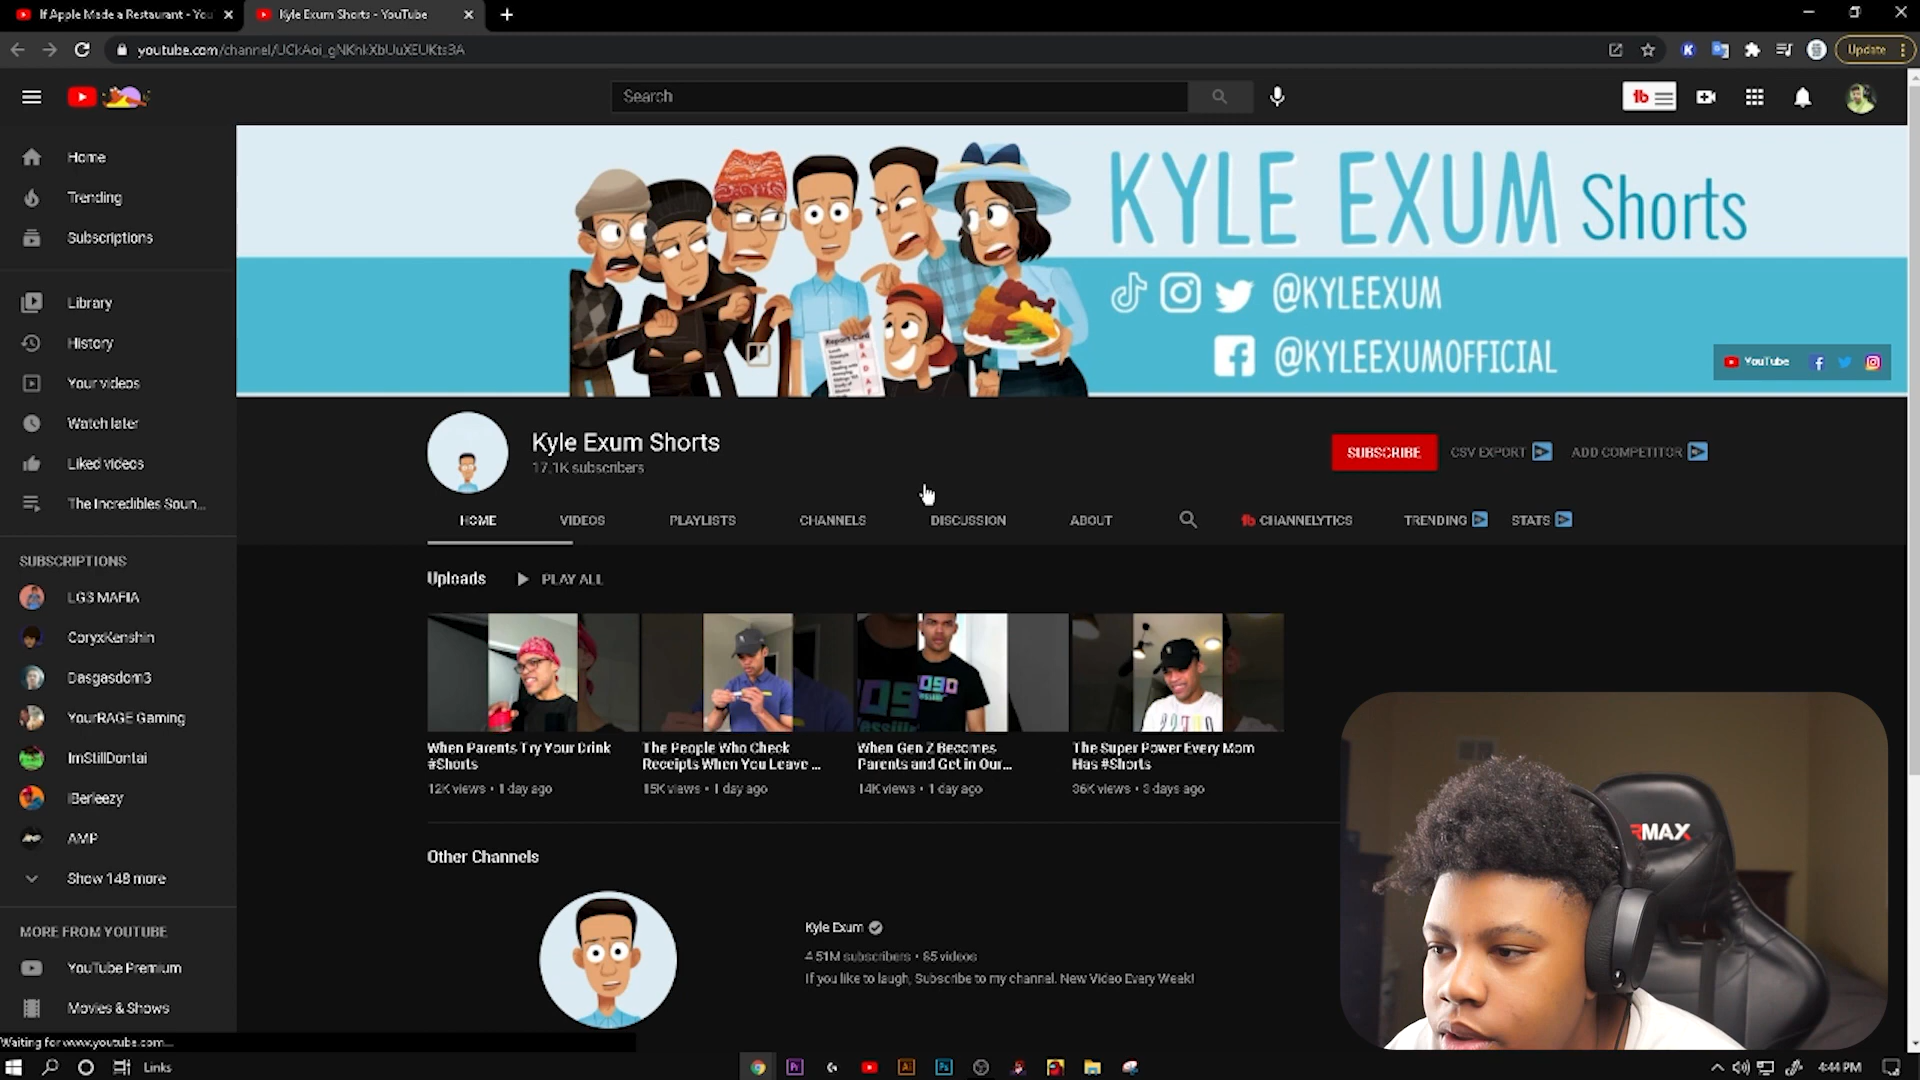 If Apple Made a Restaurant - You
Kyle Exum Shorts - YouTube
Update
Search
Home
Trending
Subscriptions
Library
History
Your videos
Watch later
Liked videos
The Incredibles Soun...
SUBSCRIPTIONS
LG3 MAFIA
CoryxKenshin
Dasgasdom3
YourRAGE Gaming
ImStillDontai
iBerleezy
AMP
Show 148 more
MORE FROM YOUTUBE
YouTube Premium
Movies & Shows
KYLE EXUM Shorts
@KYLEEXUM
@KYLEEXUMOFFICIAL
Report Card
YouTube
Kyle Exum Shorts
17.1K subscribers
SUBSCRIBE
CSV EXPORT
ADD COMPETITOR
HOME
VIDEOS
PLAYLISTS
CHANNELS
DISCUSSION
ABOUT
CHANNELYTICS
TRENDING
STATS
Uploads
PLAY ALL
When Parents Try Your Drink
#Shorts
12K views • 1 day ago
The People Who Check
Receipts When You Leave ...
15K views • 1 day ago
When Gen Z Becomes
Parents and Get in Our...
14K views • 1 day ago
The Super Power Every Mom
Has #Shorts
36K views • 3 days ago
Other Channels
Kyle Exum
4.51M subscribers • 85 videos
If you like to laugh, Subscribe to my channel. New Video Every Week!
RMAX
Waiting for www.youtube.com...
Links
4:44 PM